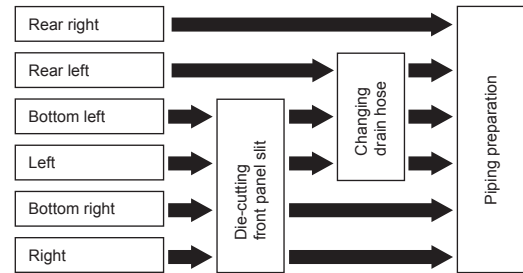 Rear right
Rear left
Bottom left
Left
Bottom right
Right
Die-cutting
front panel slit
Changing
drain hose
Piping preparation